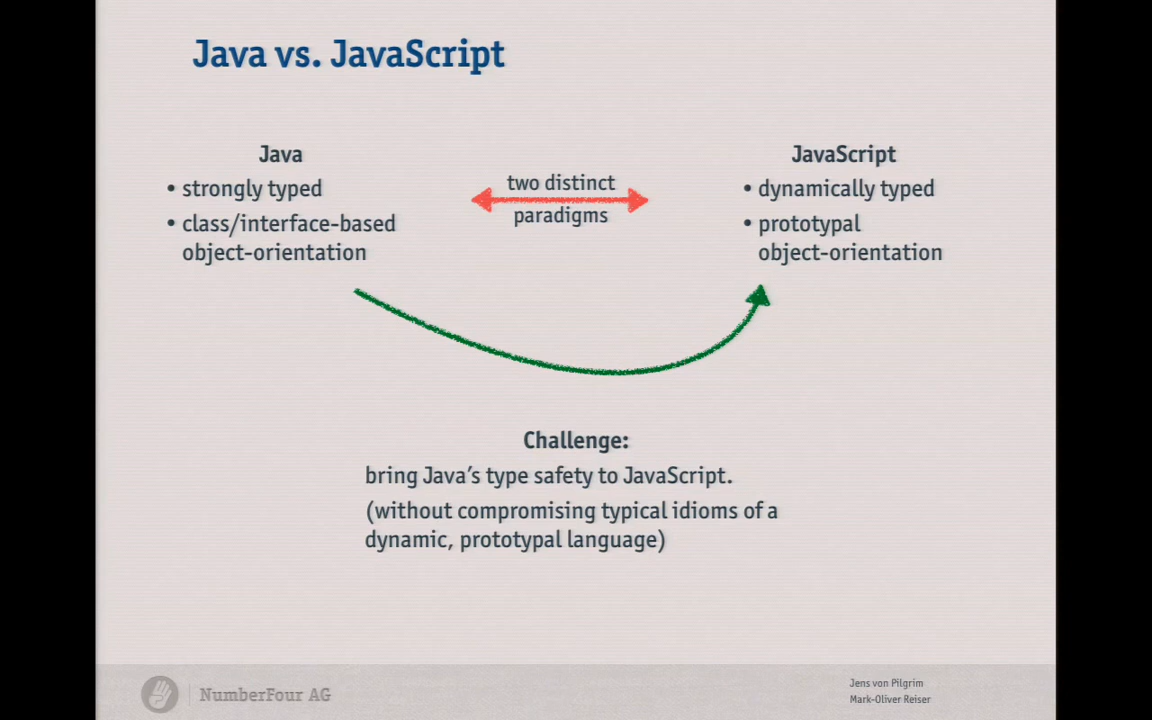 Java vs. JavaScript
Java
• strongly typed
• class/interface-based
object-orientation
two distinct
paradigms
JavaScript
• dynamically typed
• prototypal
object-orientation
Challenge:
bring Java's type safety to JavaScript.
(without compromising typical idioms of a
dynamic, prototypal language)
NumberFour AG
Jens von Pilgrim
Mark-Oliver Reiser